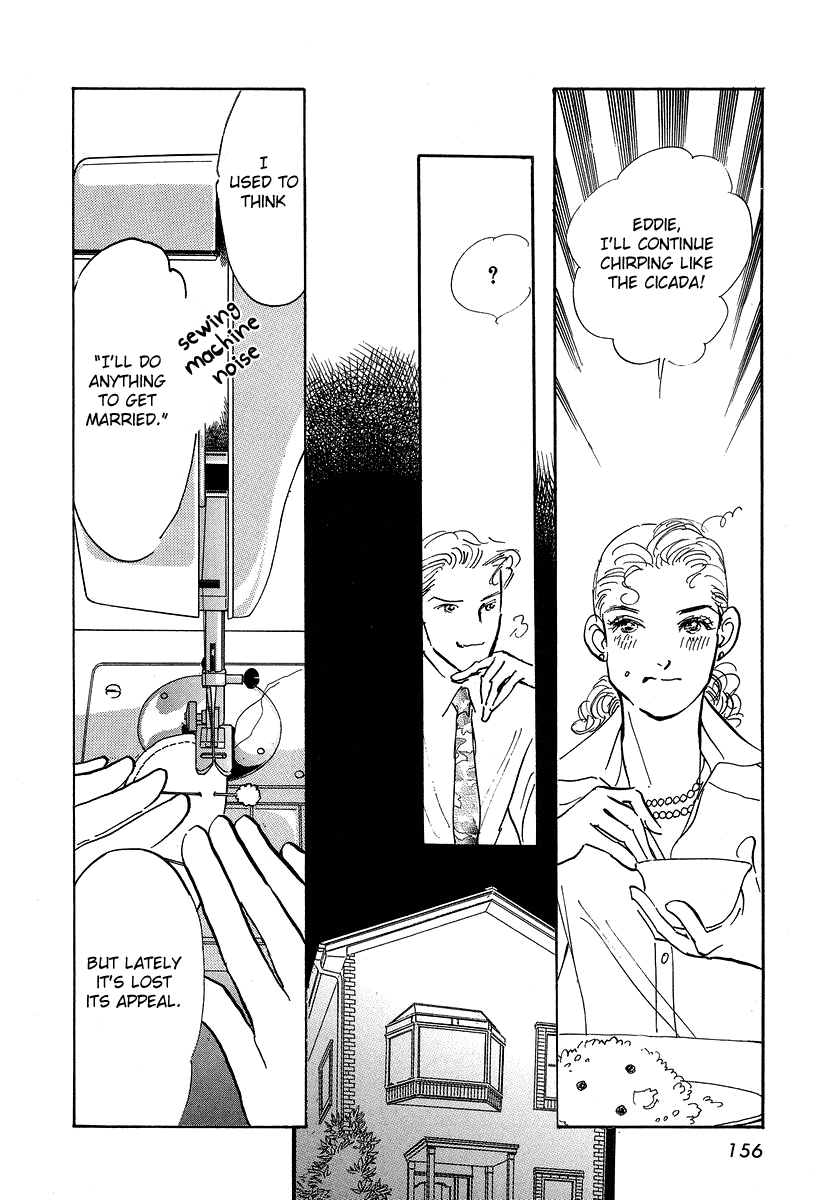 EDDIE,
I'LL CONTINUE
CHIRPING LIKE
THE CICADA!
?
I
USED TO
THINK
sewing
machine
noise
"I'LL DO
ANYTHING
TO GET
MARRIED."
BUT LATELY
IT'S LOST
ITS APPEAL.
156